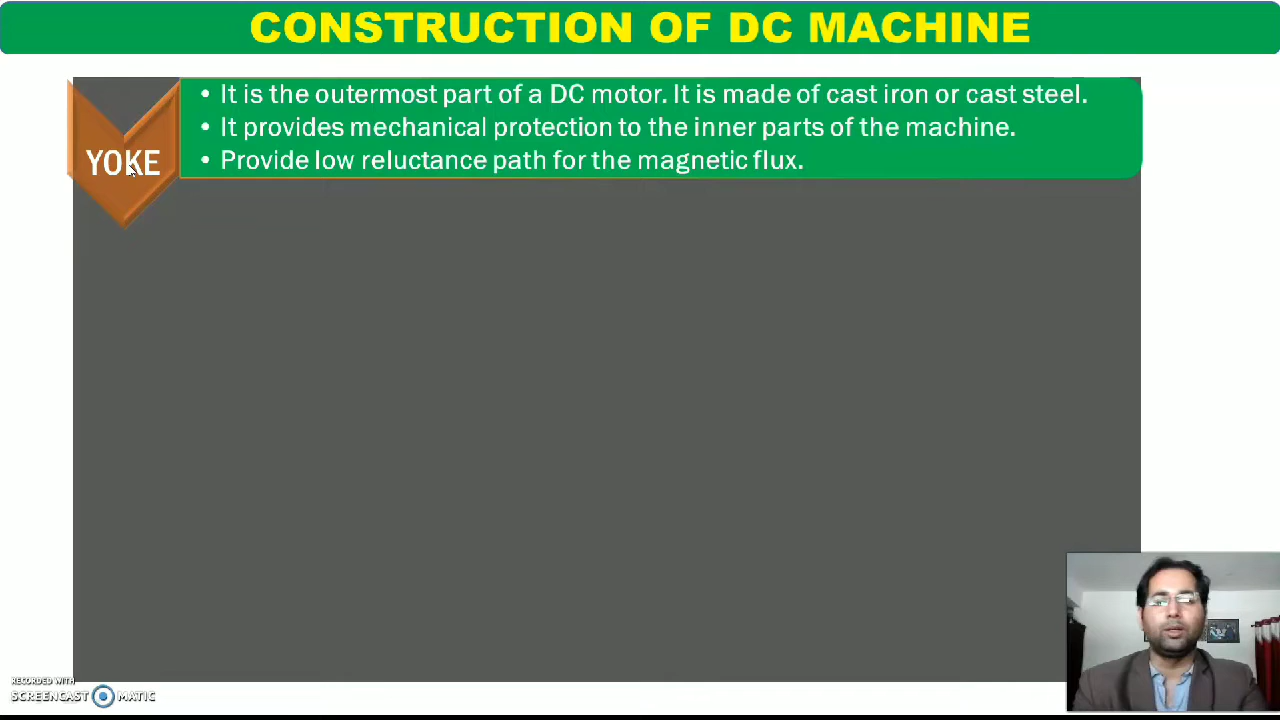 CONSTRUCTION OF DC MACHINE
• It is the outermost part of a DC motor. It is made of cast iron or cast steel.
• It provides mechanical protection to the inner parts of the machine.
YOKE
• Provide low reluctance path for the magnetic flux.
RECORDED WITH
SCREENCAST MATIC